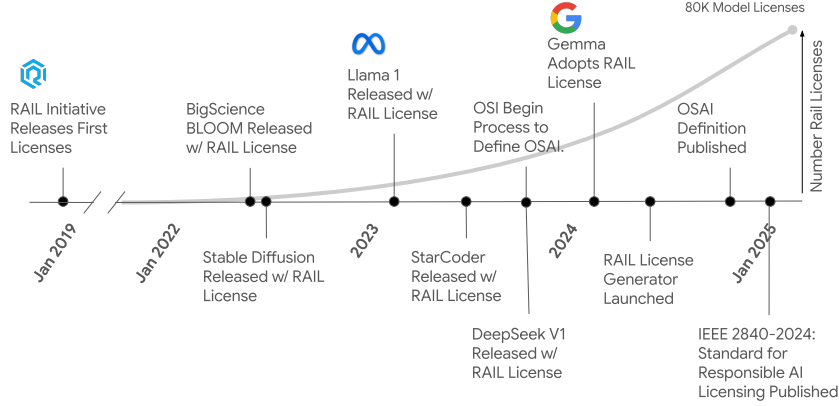 80K Model Licenses
Gemma
Adopts RAIL
License
Llama 1
Released w/
RAIL License
RAIL Initiative
Releases First
Licenses
BigScience
BLOOM Released
w/ RAIL License
OSI Begin
Process to
Define OSAI.
OSAI
Definition
Published
Number Rail Licenses
Jan 2019
Jan 2022
2023
2024
Jan 2025
Stable Diffusion
Released w/ RAIL
License
StarCoder
Released w/
RAIL License
RAIL License
Generator
Launched
DeepSeek V1
Released w/
RAIL License
IEEE 2840-2024:
Standard for
Responsible AI
Licensing Published